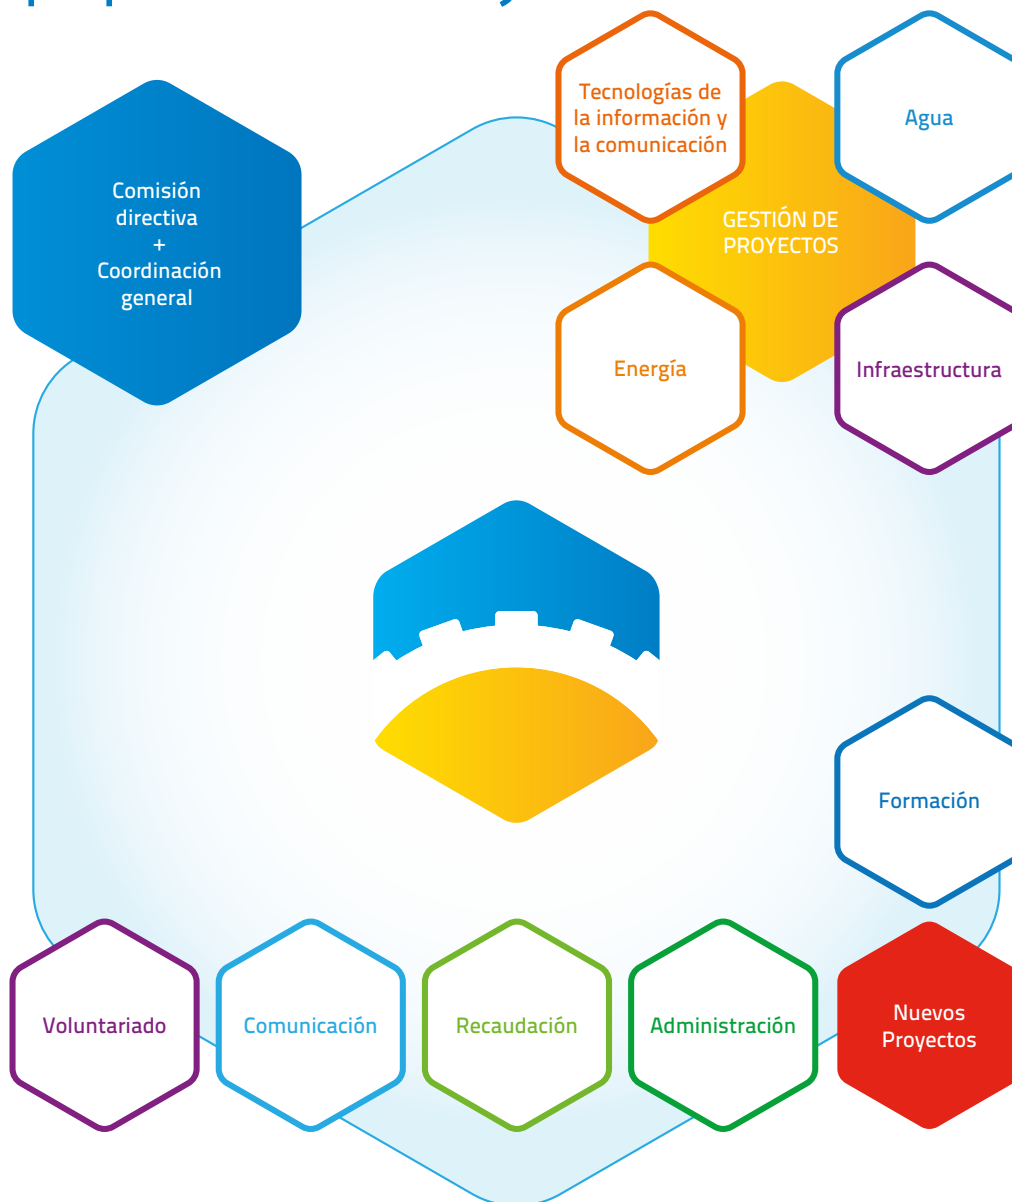 Comisión
directiva
+
Coordinación
general
Tecnologías de
la información y
la comunicación
Agua
GESTIÓN DE
PROYECTOS
Energía
Infraestructura
Formación
Voluntariado
Comunicación
Recaudación
Administración
Nuevos
Proyectos